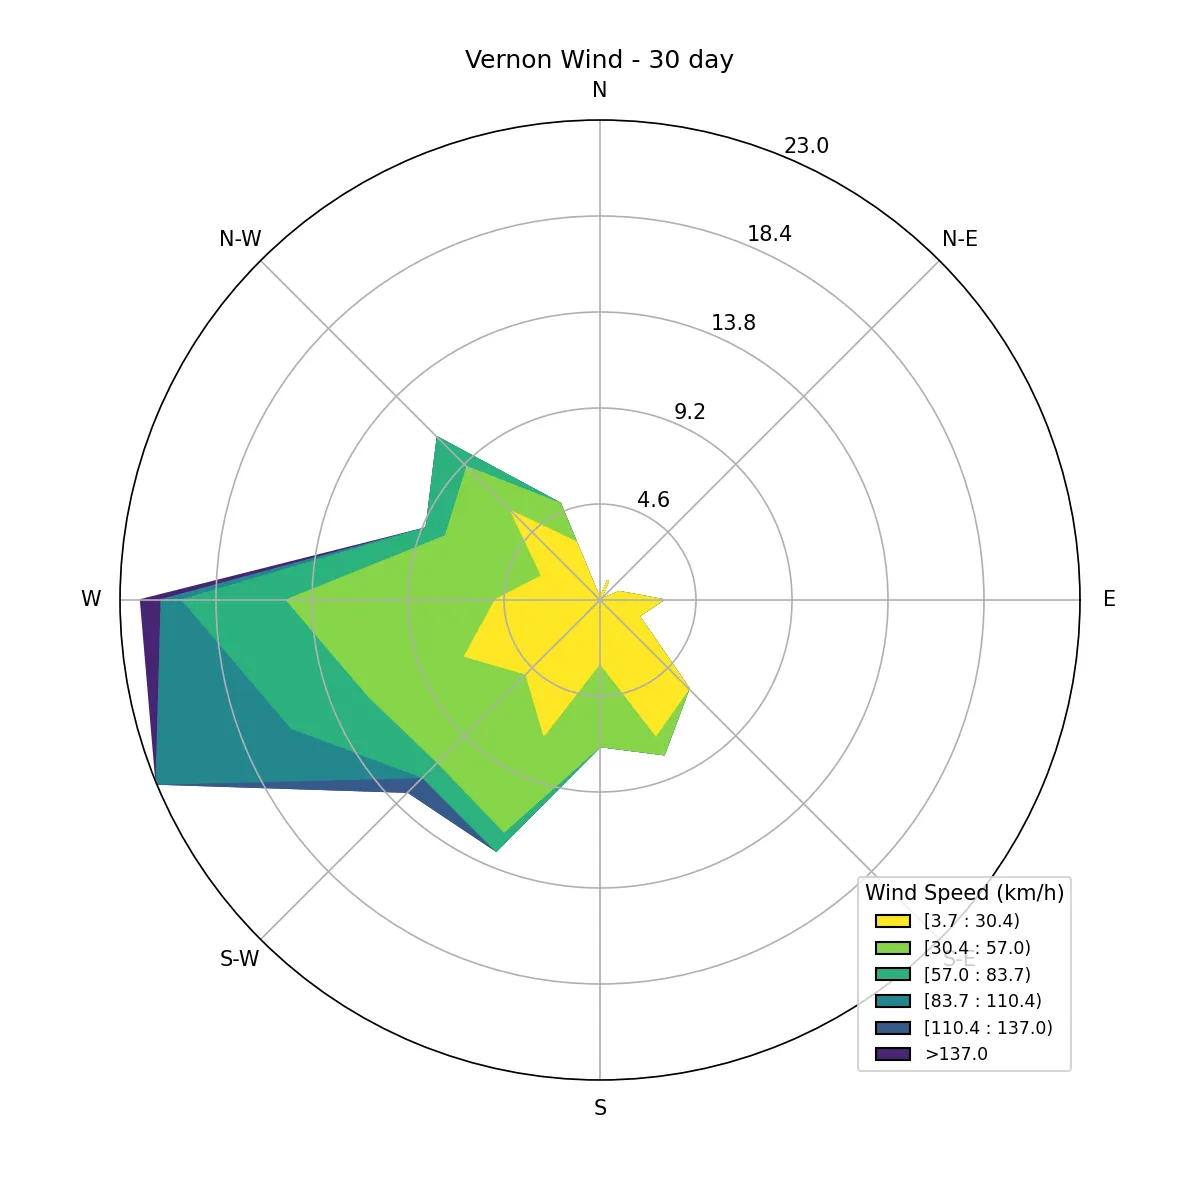 Vernon Wind - 30 day
N
23.0
N-W
18.4
N-E
13.8
9.2
4.6
W
E
S-W
S-E
Wind Speed (km/h)
[3.7 : 30.4)
[30.4 : 57.0)
[57.0 : 83.7)
[83.7 : 110.4)
[110.4 : 137.0)
>137.0
S